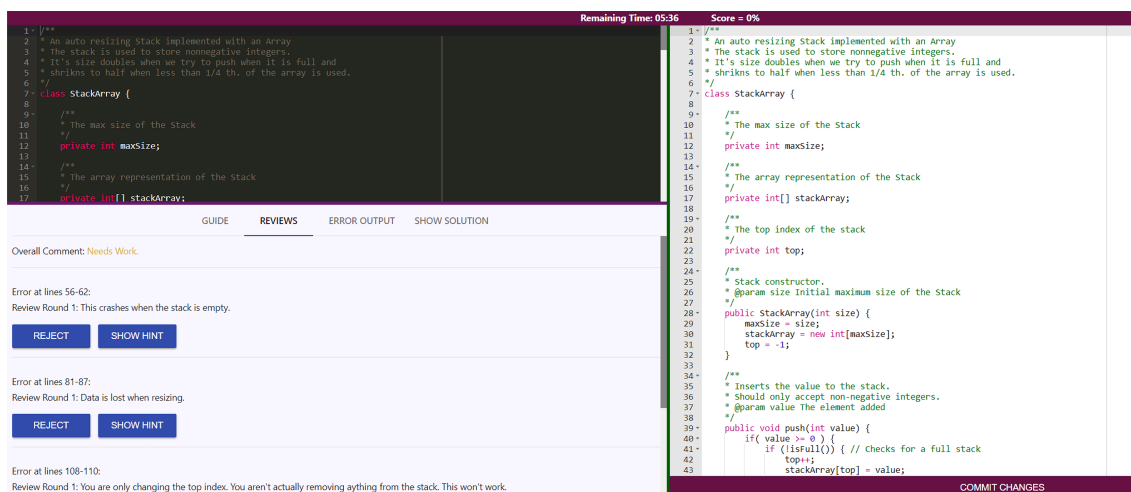 Remaining Time: 05:36 Score = 0%
1 /**
2 * An auto resizing Stack implemented with an Array
3 * The stack is used to store nonnegative integers.
4 * It's size doubles when we try to push when it is full and
5 * shrikns to half when less than 1/4 th. of the array is used.
6 */
7 class StackArray {
8
9 /**
10 * The max size of the Stack
11 */
12 private int maxSize;
13
14 /**
15 * The array representation of the Stack
16 */
17 private int[] stackArray;
GUIDE REVIEWS ERROR OUTPUT SHOW SOLUTION
Overall Comment: Needs Work.
Error at lines 56-62:
Review Round 1: This crashes when the stack is empty.
REJECT SHOW HINT
Error at lines 81-87:
Review Round 1: Data is lost when resizing.
REJECT SHOW HINT
Error at lines 108-110:
Review Round 1: You are only changing the top index. You aren't actually removing aything from the stack. This won't work.
1 /**
2 * An auto resizing Stack implemented with an Array
3 * The stack is used to store nonnegative integers.
4 * It's size doubles when we try to push when it is full and
5 * shrikns to half when less than 1/4 th. of the array is used.
6 */
7 class StackArray {
8
9 /**
10 * The max size of the Stack
11 */
12 private int maxSize;
13
14 /**
15 * The array representation of the Stack
16 */
17 private int[] stackArray;
18
19 /**
20 * The top index of the stack
21 */
22 private int top;
23
24 /**
25 * Stack constructor.
26 * @param size Initial maximum size of the Stack
27 */
28 public StackArray(int size) {
29 maxSize = size;
30 stackArray = new int[maxSize];
31 top = -1;
32 }
33
34 /**
35 * Inserts the value to the stack.
36 * Should only accept non-negative integers.
37 * @param value The element added
38 */
39 public void push(int value) {
40 if( value >= 0 ) {
41 if (!isFull()) { // Checks for a full stack
42 top++;
43 stackArray[top] = value;
COMMIT CHANGES